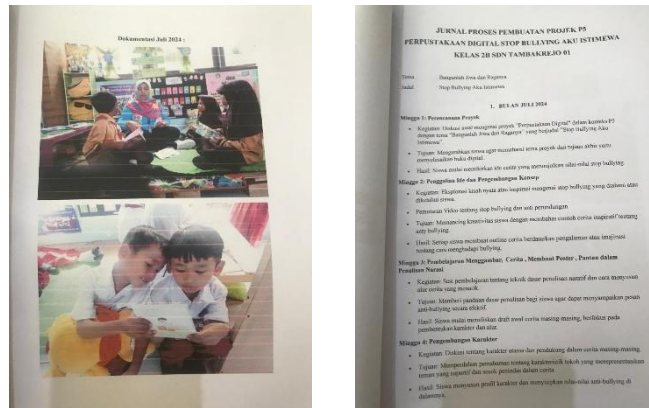 Dokumentasi Juli 2024 :
JURNAL PROSES PEMBUATAN PROJEK P5
PERPUSTAKAAN DIGITAL STOP BULLYING AKU ISTIMEWA
KELAS 2B SDN TAMBAKREJO 01
Tema : Bangunlah Jiwa dan Raganya
Judul : Stop Bullying Aku Istimewa
1. BULAN JULI 2024
Minggu 1: Perencanaan Proyek
• Kegiatan: Diskusi awal mengenai proyek "Perpustakaan Digital" dalam konteks P5
dengan tema "Bangunlah Jiwa dan Raganya" yang berjudul "Stop Bullying Aku
Istimewa".
• Tujuan: Mengarahkan siswa agar memahami tema proyek dan tujuan akhir yaitu
menyelesaikan buku digital.
• Hasil: Siswa mulai memikirkan ide cerita yang menunjukkan nilai-nilai stop bullying.
Minggu 2: Penggalian Ide dan Pengembangan Konsep
• Kegiatan: Eksplorasi kisah nyata atau inspirasi mengenai stop bullying yang dialami atau
diketahui siswa.
• Pemutaran Video tentang stop bullying dan anti perundungan.
• Tujuan: Memancing kreativitas siswa dengan membahas contoh cerita inspiratif tentang
anti bullying.
• Hasil: Setiap siswa membuat outline cerita berdasarkan pengalaman atau imajinasi
tentang cara menghadapi bullying.
Minggu 3: Pembelajaran Menggambar, Cerita , Membuat Poster , Pantun dalam
Penulisan Narasi
• Kegiatan: Sesi pembelajaran tentang teknik dasar penulisan naratif dan cara menyusun
alur cerita yang menarik.
• Tujuan: Memberi panduan dasar penulisan bagi siswa agar dapat menyampaikan pesan
anti-bullying secara efektif.
• Hasil: Siswa mulai menuliskan draft awal cerita masing-masing, berfokus pada
pembentukan karakter dan alur.
Minggu 4: Pengembangan Karakter
• Kegiatan: Diskusi tentang karakter utama dan pendukung dalam cerita masing-masing.
• Tujuan: Memperdalam pemahaman tentang karakteristik tokoh yang merepresentasikan
teman yang suportif dan sosok penindas dalam cerita.
• Hasil: Siswa menyusun profil karakter dan menyisipkan nilai-nilai anti-bullying di
dalamnya.